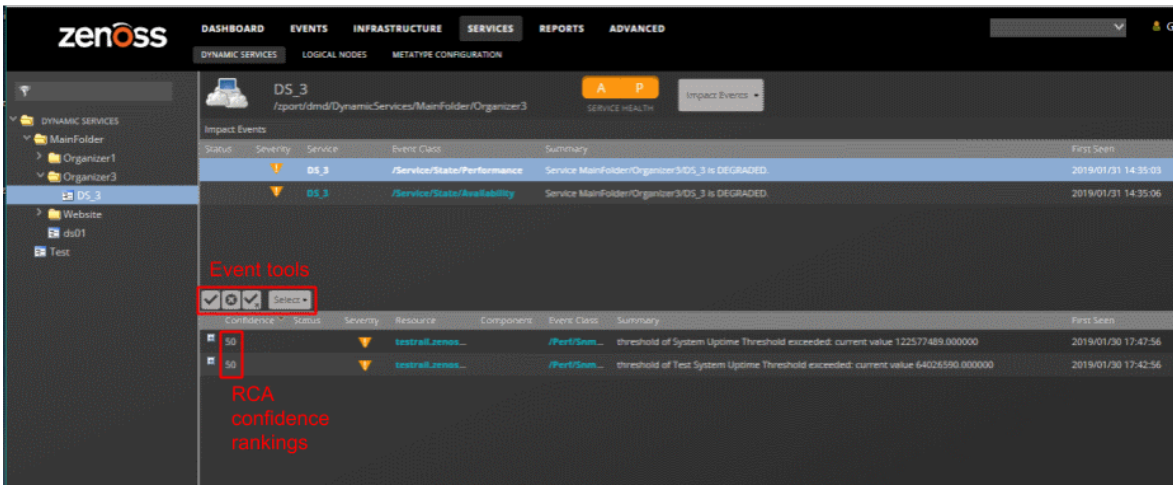 zenoss
DASHBOARD EVENTS INFRASTRUCTURE SERVICES REPORTS ADVANCED
G
DYNAMIC SERVICES LOGICAL NODES METATYPE CONFIGURATION
DS_3
/zport/dmd/DynamicServices/MainFolder/Organizer3
A P
SERVICE HEALTH
Impact Events
DYNAMIC SERVICES
MainFolder
Organizer1
Organizer3
DS_3
Website
ds01
Test
Impact Events
Status Severity Service Event Class Summary First Seen
DS_3 /Service/State/Performance Service MainFolder/Organizer3/DS_3 is DEGRADED. 2019/01/31 14:35:03
DS_3 /Service/State/Availability Service MainFolder/Organizer3/DS_3 is DEGRADED. 2019/01/31 14:35:06
Event tools
Select
Confidence Status Severity Resource Component Event Class Summary First Seen
50 testrail.zenos... /Perf/Snm... threshold of System Uptime Threshold exceeded: current value 122577489.000000 2019/01/30 17:47:56
50 testrail.zenos... /Perf/Snm... threshold of Test System Uptime Threshold exceeded: current value 64026590.000000 2019/01/30 17:42:56
RCA
confidence
rankings